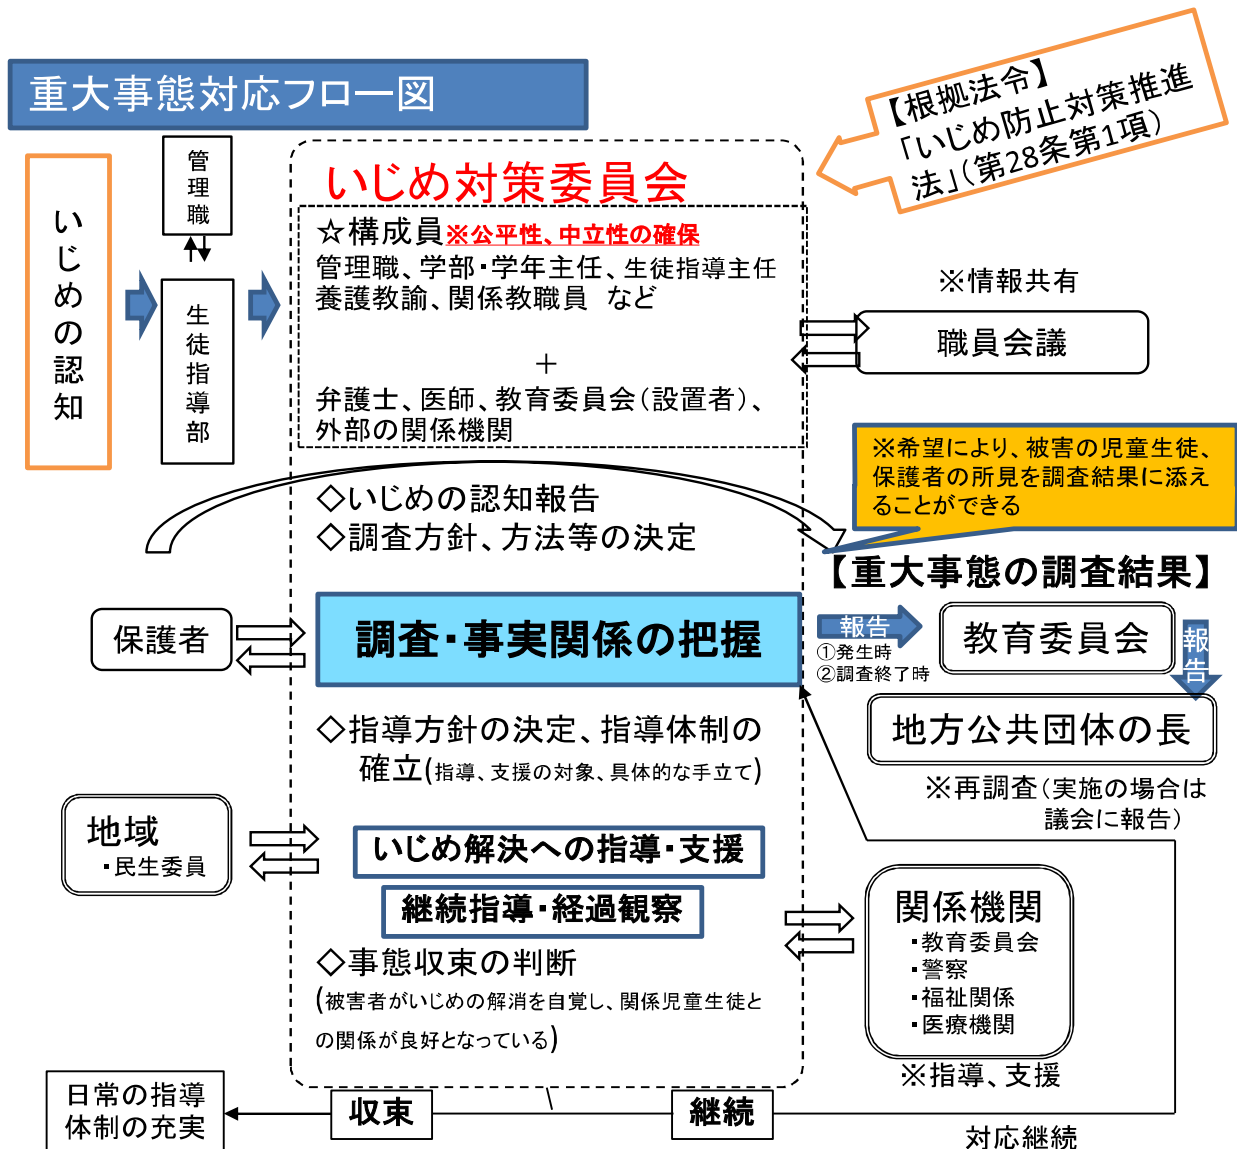 重大事態対応フロー図
【根拠法令】
「いじめ防止対策推進
法」（第28条第1項）
いじめの認知
管理職
生徒指導部
いじめ対策委員会
☆構成員※公平性、中立性の確保
管理職、学部・学年主任、生徒指導主任
養護教諭、関係教職員　など
＋
弁護士、医師、教育委員会（設置者）、
外部の関係機関
※情報共有
職員会議
※希望により、被害の児童生徒、
保護者の所見を調査結果に添え
ることができる
◇いじめの認知報告
◇調査方針、方法等の決定
【重大事態の調査結果】
保護者
調査・事実関係の把握
報告
①発生時
②調査終了時
教育委員会
報告
地方公共団体の長
※再調査（実施の場合は
議会に報告）
◇指導方針の決定、指導体制の
確立(指導、支援の対象、具体的な手立て)
地域
・民生委員
いじめ解決への指導・支援
継続指導・経過観察
関係機関
・教育委員会
・警察
・福祉関係
・医療機関
※指導、支援
◇事態収束の判断
(被害者がいじめの解消を自覚し、関係児童生徒と
の関係が良好となっている)
日常の指導
体制の充実
収束
継続
対応継続